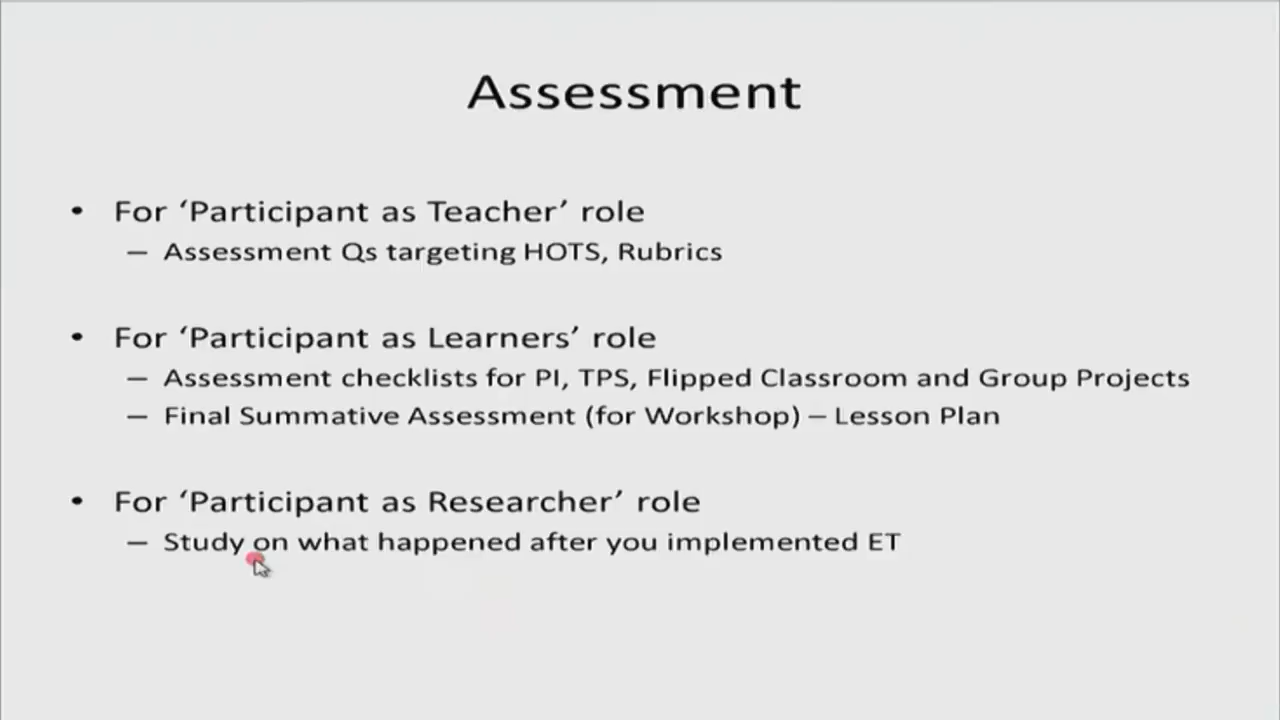 Assessment
• For ‘Participant as Teacher’ role
– Assessment Qs targeting HOTS, Rubrics
• For ‘Participant as Learners’ role
– Assessment checklists for PI, TPS, Flipped Classroom and Group Projects
– Final Summative Assessment (for Workshop) – Lesson Plan
• For ‘Participant as Researcher’ role
– Study on what happened after you implemented ET